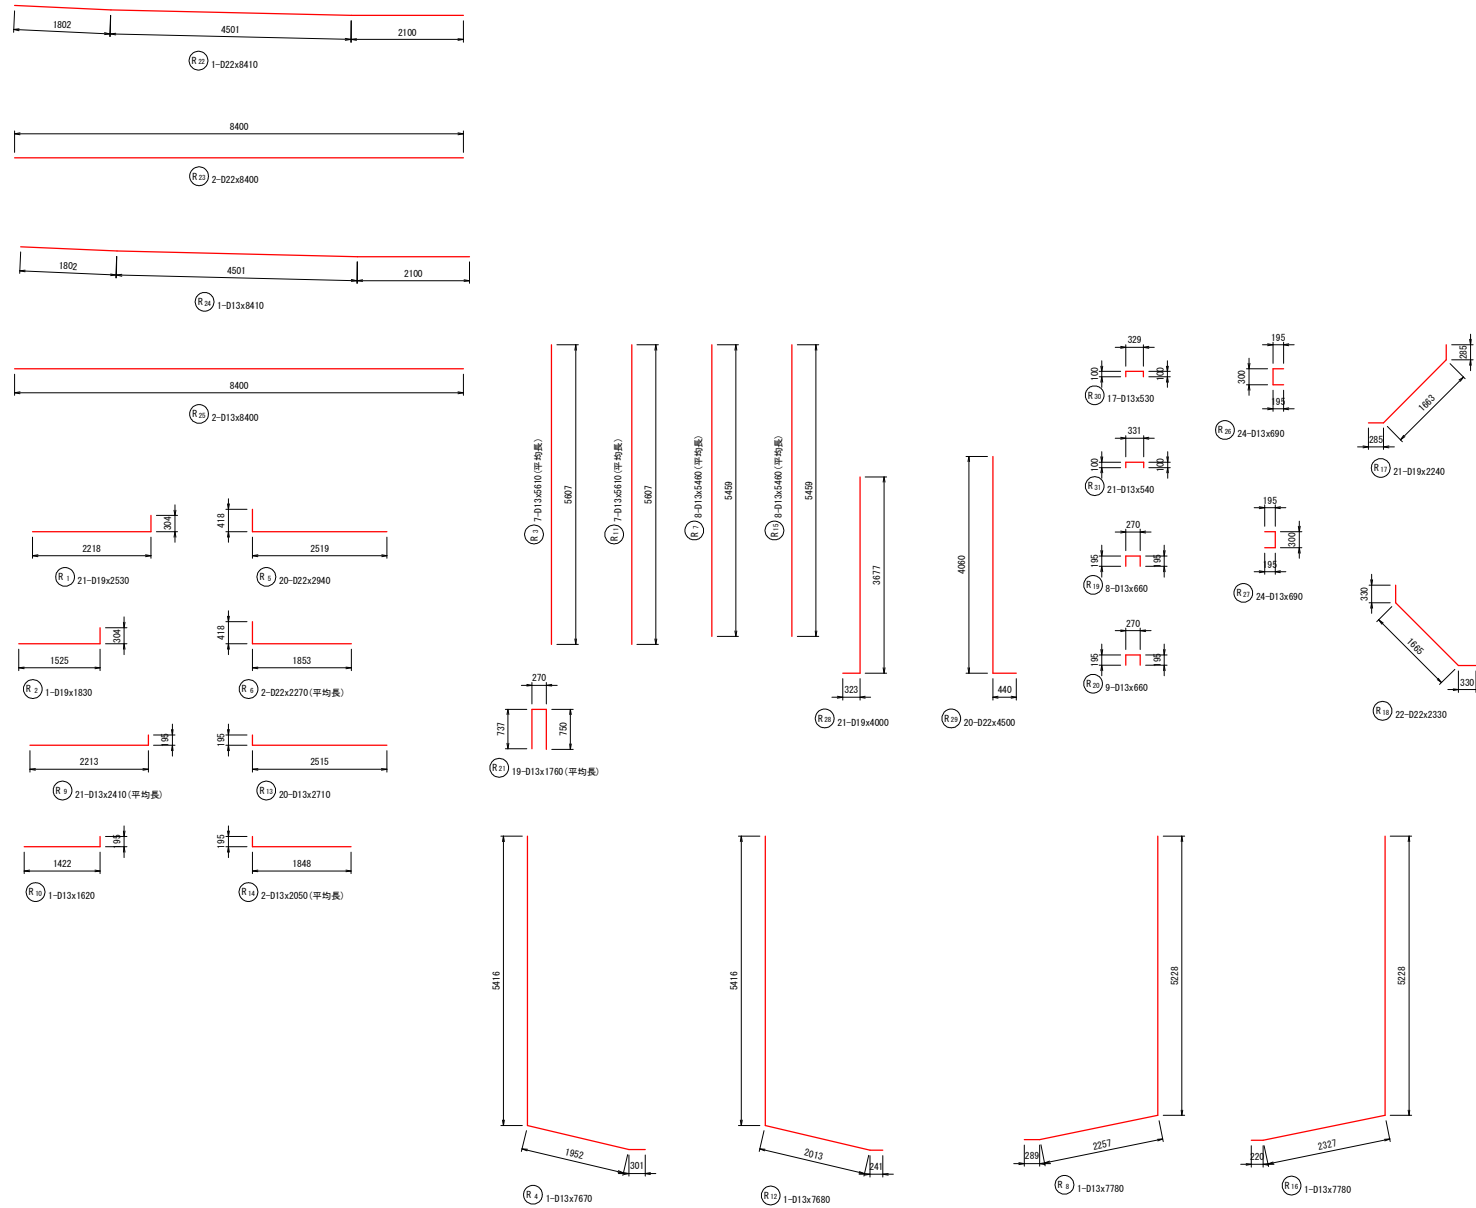 1802 4501 2100
R22 1-D22x8410
8400
R23 2-D22x8400
1802 4501 2100
R24 1-D13x8410
8400
R25 2-D13x8400
2218 304
R1 21-D19x2530
418 2519
R5 20-D22x2940
1525 304
R2 1-D19x1830
418 1853
R6 2-D22x2270(平均長)
2213 195
R9 21-D13x2410(平均長)
195 2515
R13 20-D13x2710
1422 195
R10 1-D13x1620
195 1848
R14 2-D13x2050(平均長)
R3 7-D13x5610(平均長)
5607
R11 7-D13x5610(平均長)
5607
R7 8-D13x5460(平均長)
5459
R15 8-D13x5460(平均長)
5459
3677
323
R28 21-D19x4000
4060
440
R29 20-D22x4500
270
737 750
R21 19-D13x1760(平均長)
329
100 100
R30 17-D13x530
331
100 100
R31 21-D13x540
270
195 195
R19 8-D13x660
270
195 195
R20 9-D13x660
195
300
195
R26 24-D13x690
195
300
195
R27 24-D13x690
285
1663
285
R17 21-D19x2240
330
1665
330
R18 22-D22x2330
5416
1952 301
R4 1-D13x7670
5416
2013 241
R12 1-D13x7680
5228
289 2257
R8 1-D13x7780
5228
220 2327
R16 1-D13x7780